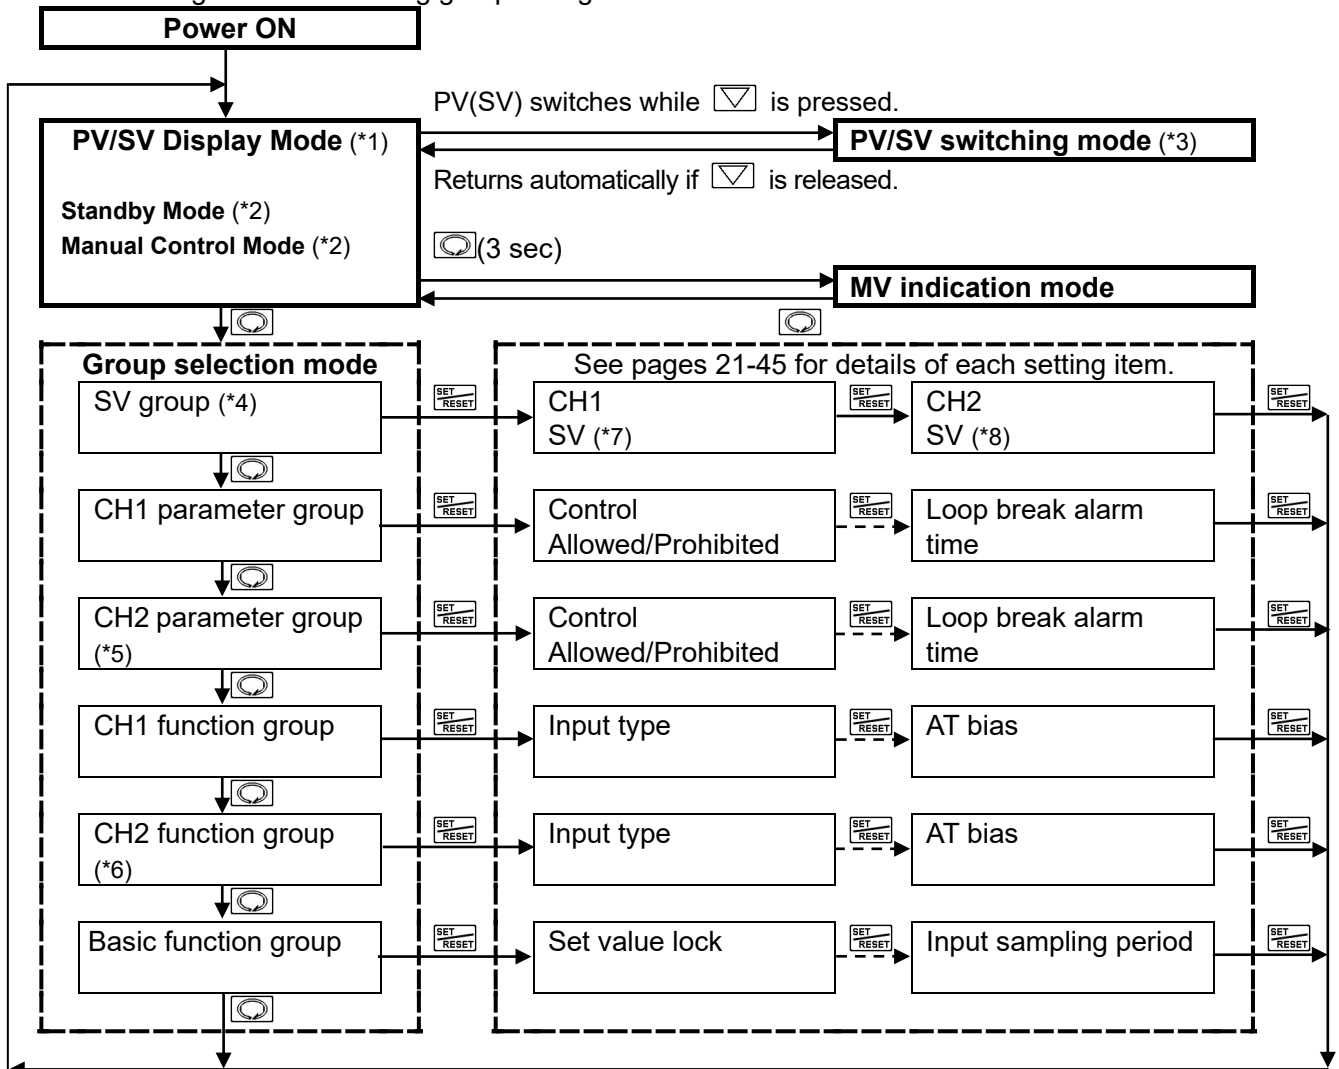 Power ON
PV(SV) switches while is pressed.
PV/SV Display Mode (*1)
PV/SV switching mode (*3)
Returns automatically if is released.
Standby Mode (*2)
Manual Control Mode (*2)
(3 sec)
MV indication mode
Group selection mode
See pages 21-45 for details of each setting item.
SV group (*4)
SET RESET
CH1
SV (*7)
SET RESET
CH2
SV (*8)
SET RESET
CH1 parameter group
SET RESET
Control
Allowed/Prohibited
SET RESET
Loop break alarm
time
SET RESET
CH2 parameter group
(*5)
SET RESET
Control
Allowed/Prohibited
SET RESET
Loop break alarm
time
SET RESET
CH1 function group
SET RESET
Input type
SET RESET
AT bias
SET RESET
CH2 function group
(*6)
SET RESET
Input type
SET RESET
AT bias
SET RESET
Basic function group
SET RESET
Set value lock
SET RESET
Input sampling period
SET RESET